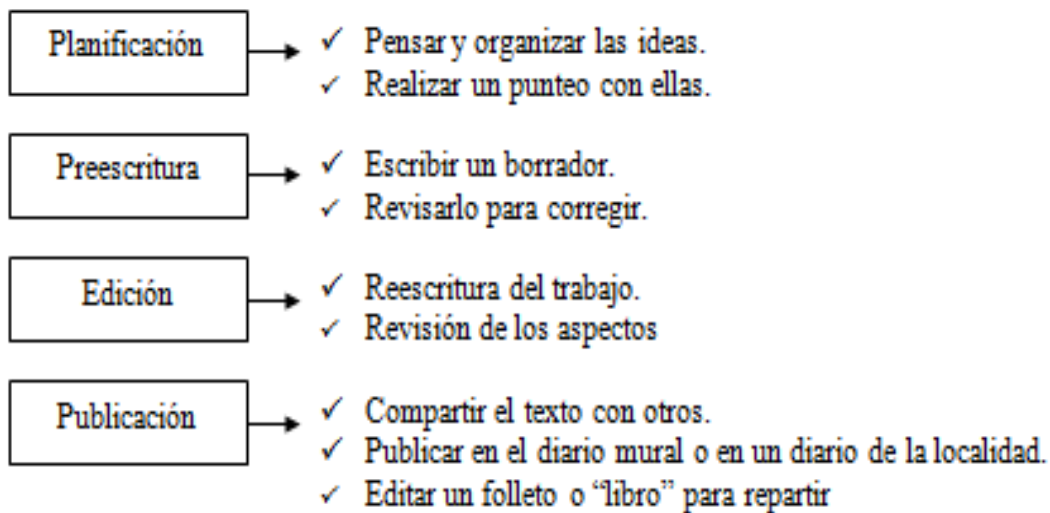 Planificación
✓ Pensar y organizar las ideas.
✓ Realizar un punteo con ellas.
Preescritura
✓ Escribir un borrador.
✓ Revisarlo para corregir.
Edición
✓ Reescritura del trabajo.
✓ Revisión de los aspectos
Publicación
✓ Compartir el texto con otros.
✓ Publicar en el diario mural o en un diario de la localidad.
✓ Editar un folleto o “libro” para repartir